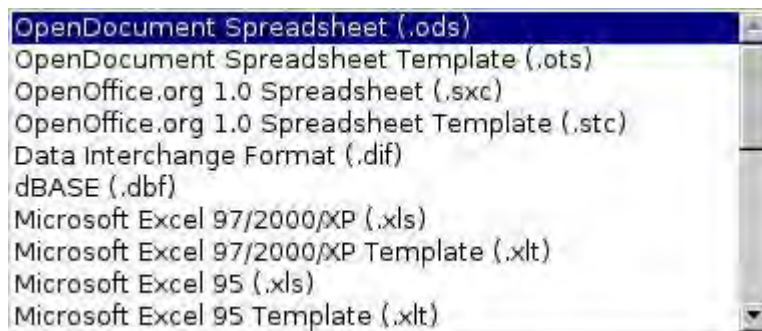 OpenDocument Spreadsheet (.ods)
OpenDocument Spreadsheet Template (.ots)
OpenOffice.org 1.0 Spreadsheet (.sxc)
OpenOffice.org 1.0 Spreadsheet Template (.stc)
Data Interchange Format (.dif)
dBASE (.dbf)
Microsoft Excel 97/2000/XP (.xls)
Microsoft Excel 97/2000/XP Template (.xlt)
Microsoft Excel 95 (.xls)
Microsoft Excel 95 Template (.xlt)